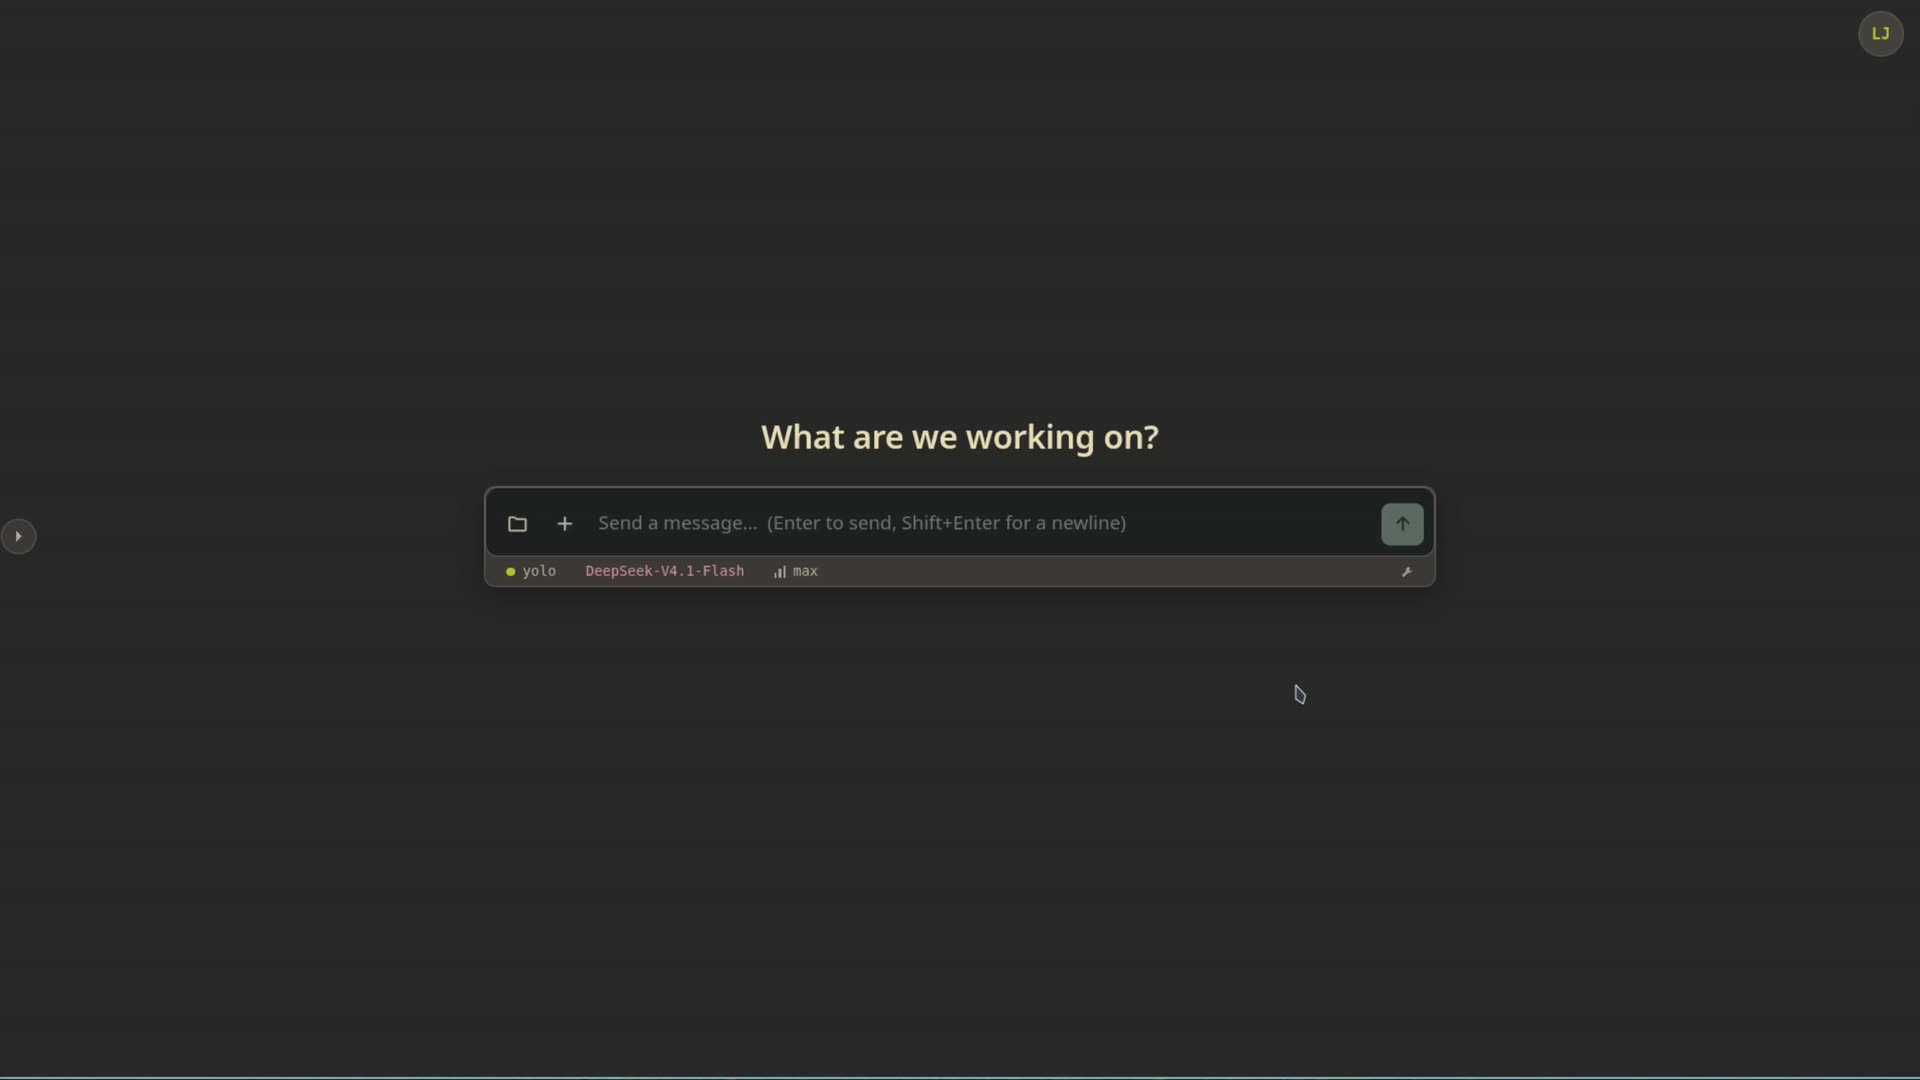 LJ
What are we working on?
Send a message... (Enter to send, Shift+Enter for a newline)
yolo DeepSeek-V4.1-Flash max